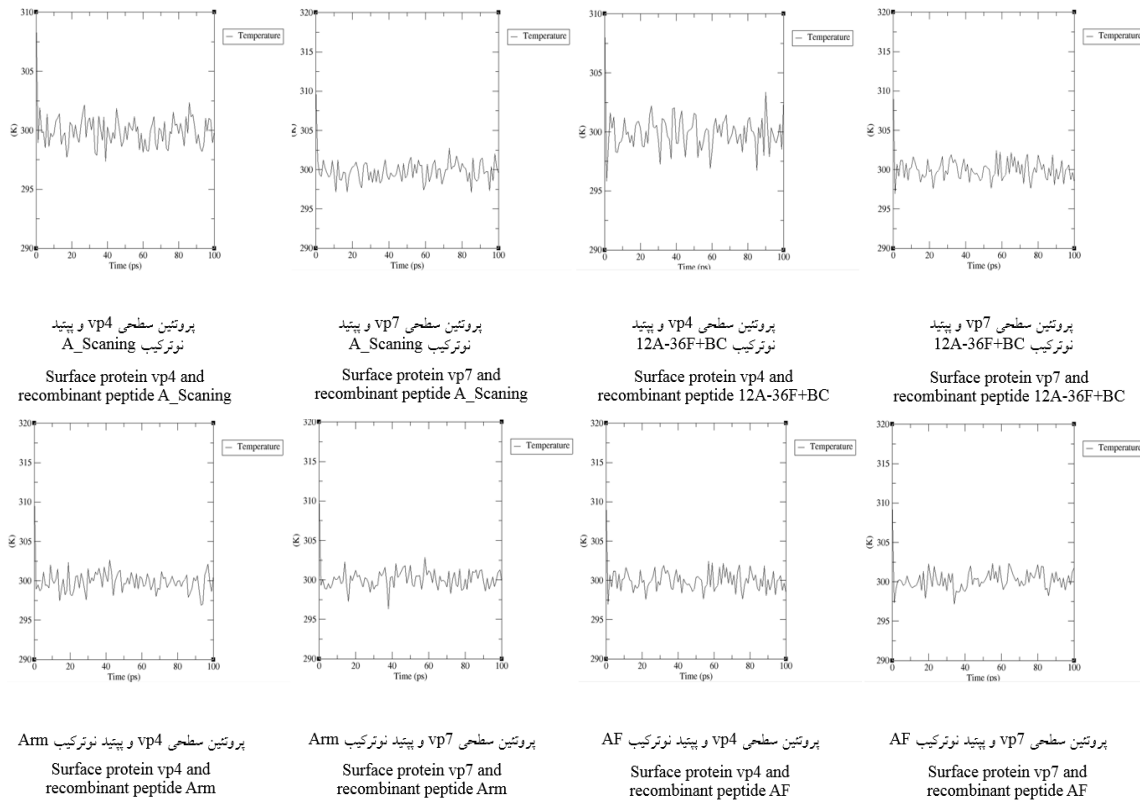 310
305
300
295
290
(K)
0 20 40 60 80 100
Time (ps)
Temperature
320
315
310
305
300
295
290
(K)
0 20 40 60 80 100
Time (ps)
Temperature
310
305
300
295
290
(K)
0 20 40 60 80 100
Time (ps)
Temperature
320
315
310
305
300
295
290
(K)
0 20 40 60 80 100
Time (ps)
Temperature
پروتئین سطحی vp4 و پپتید
نوترکیب A_Scaning
Surface protein vp4 and
recombinant peptide A_Scaning
پروتئین سطحی vp7 و پپتید
نوترکیب A_Scaning
Surface protein vp7 and
recombinant peptide A_Scaning
پروتئین سطحی vp4 و پپتید
نوترکیب 12A-36F+BC
Surface protein vp4 and
recombinant peptide 12A-36F+BC
پروتئین سطحی vp7 و پپتید
نوترکیب 12A-36F+BC
Surface protein vp7 and
recombinant peptide 12A-36F+BC
320
315
310
305
300
295
290
(K)
0 20 40 60 80 100
Time (ps)
Temperature
320
315
310
305
300
295
290
(K)
0 20 40 60 80 100
Time (ps)
Temperature
320
315
310
305
300
295
290
(K)
0 20 40 60 80 100
Time (ps)
Temperature
320
315
310
305
300
295
290
(K)
0 20 40 60 80 100
Time (ps)
Temperature
پروتئین سطحی vp4 و پپتید نوترکیب Arm
Surface protein vp4 and
recombinant peptide Arm
پروتئین سطحی vp7 و پپتید نوترکیب Arm
Surface protein vp7 and
recombinant peptide Arm
پروتئین سطحی vp4 و پپتید نوترکیب AF
Surface protein vp4 and
recombinant peptide AF
پروتئین سطحی vp7 و پپتید نوترکیب AF
Surface protein vp7 and
recombinant peptide AF